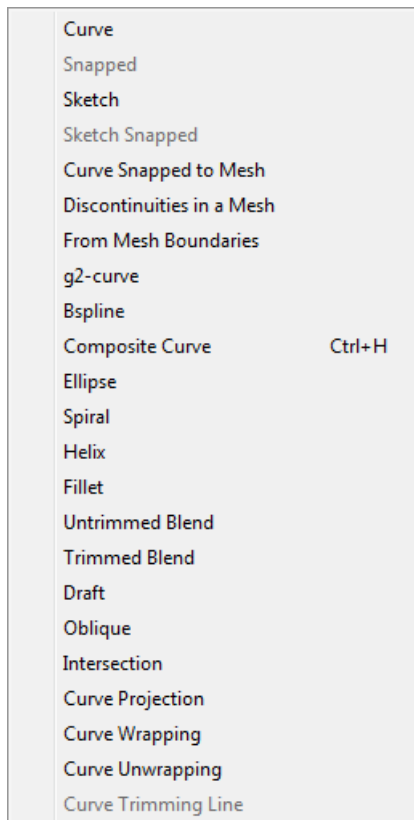 Curve
Snapped
Sketch
Sketch Snapped
Curve Snapped to Mesh
Discontinuities in a Mesh
From Mesh Boundaries
g2-curve
Bspline
Composite Curve Ctrl+H
Ellipse
Spiral
Helix
Fillet
Untrimmed Blend
Trimmed Blend
Draft
Oblique
Intersection
Curve Projection
Curve Wrapping
Curve Unwrapping
Curve Trimming Line